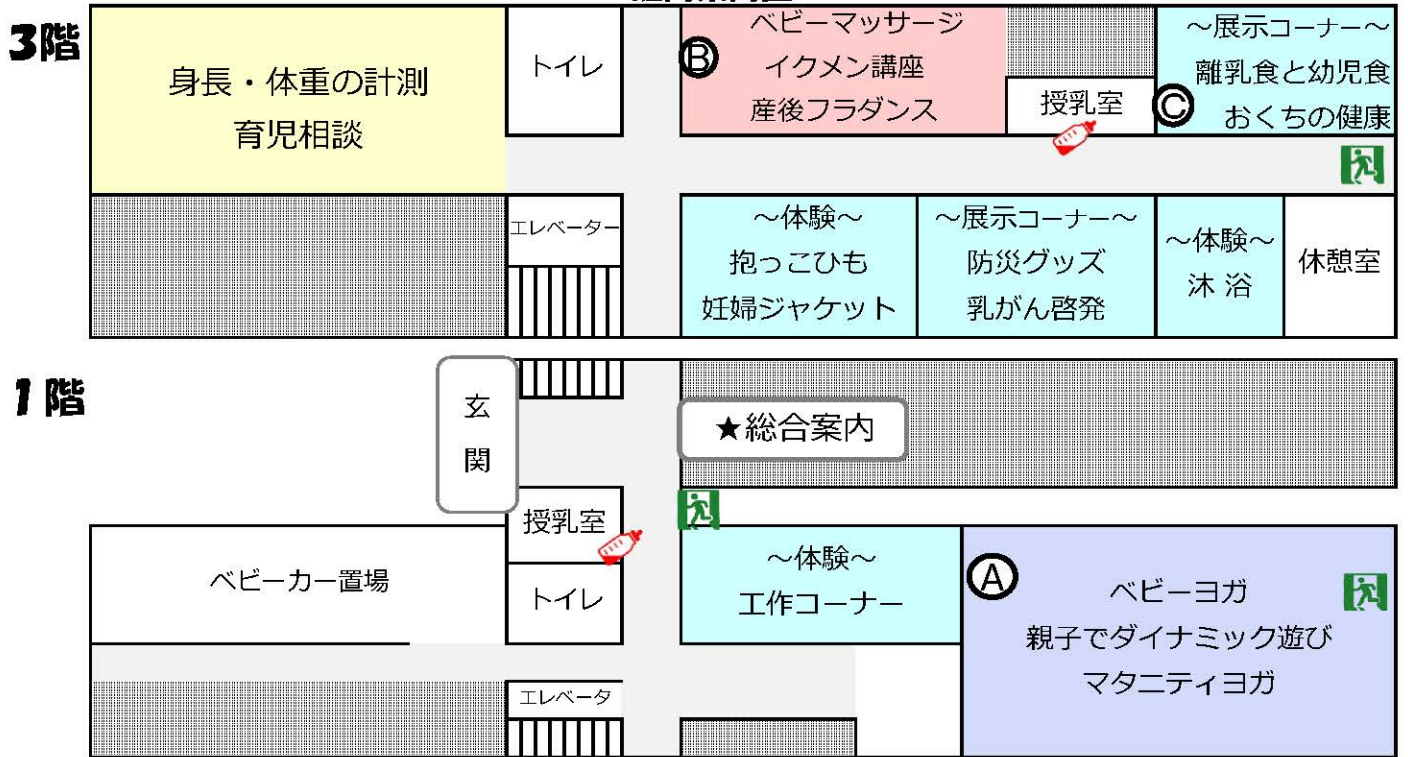 3階
身長・体重の計測
育児相談
トイレ
Ⓑ
ベビーマッサージ
イクメン講座
産後フラダンス
授乳室
Ⓒ
～展示コーナー～
離乳食と幼児食
おくちの健康
エレベーター
～体験～
抱っこひも
妊婦ジャケット
～展示コーナー～
防災グッズ
乳がん啓発
～体験～
沐 浴
休憩室
1階
玄
関
★総合案内
授乳室
ベビーカー置場
トイレ
～体験～
工作コーナー
Ⓐ
ベビーヨガ
親子でダイナミック遊び
マタニティヨガ
エレベータ